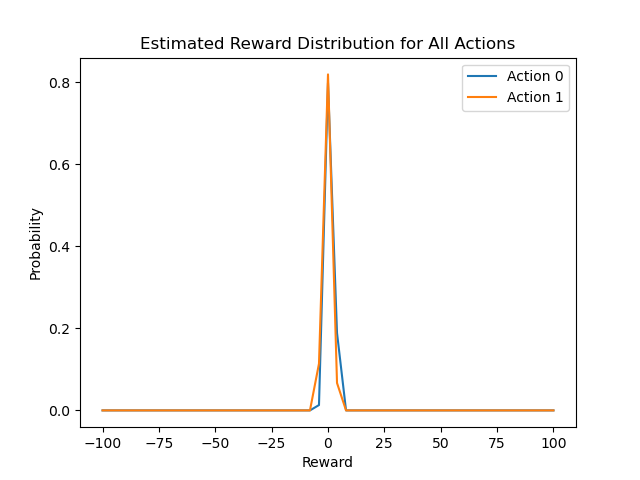 Estimated Reward Distribution for All Actions
Action 0
Action 1
Probability
0.8
0.6
0.4
0.2
0.0
−100
−75
−50
−25
0
25
50
75
100
Reward